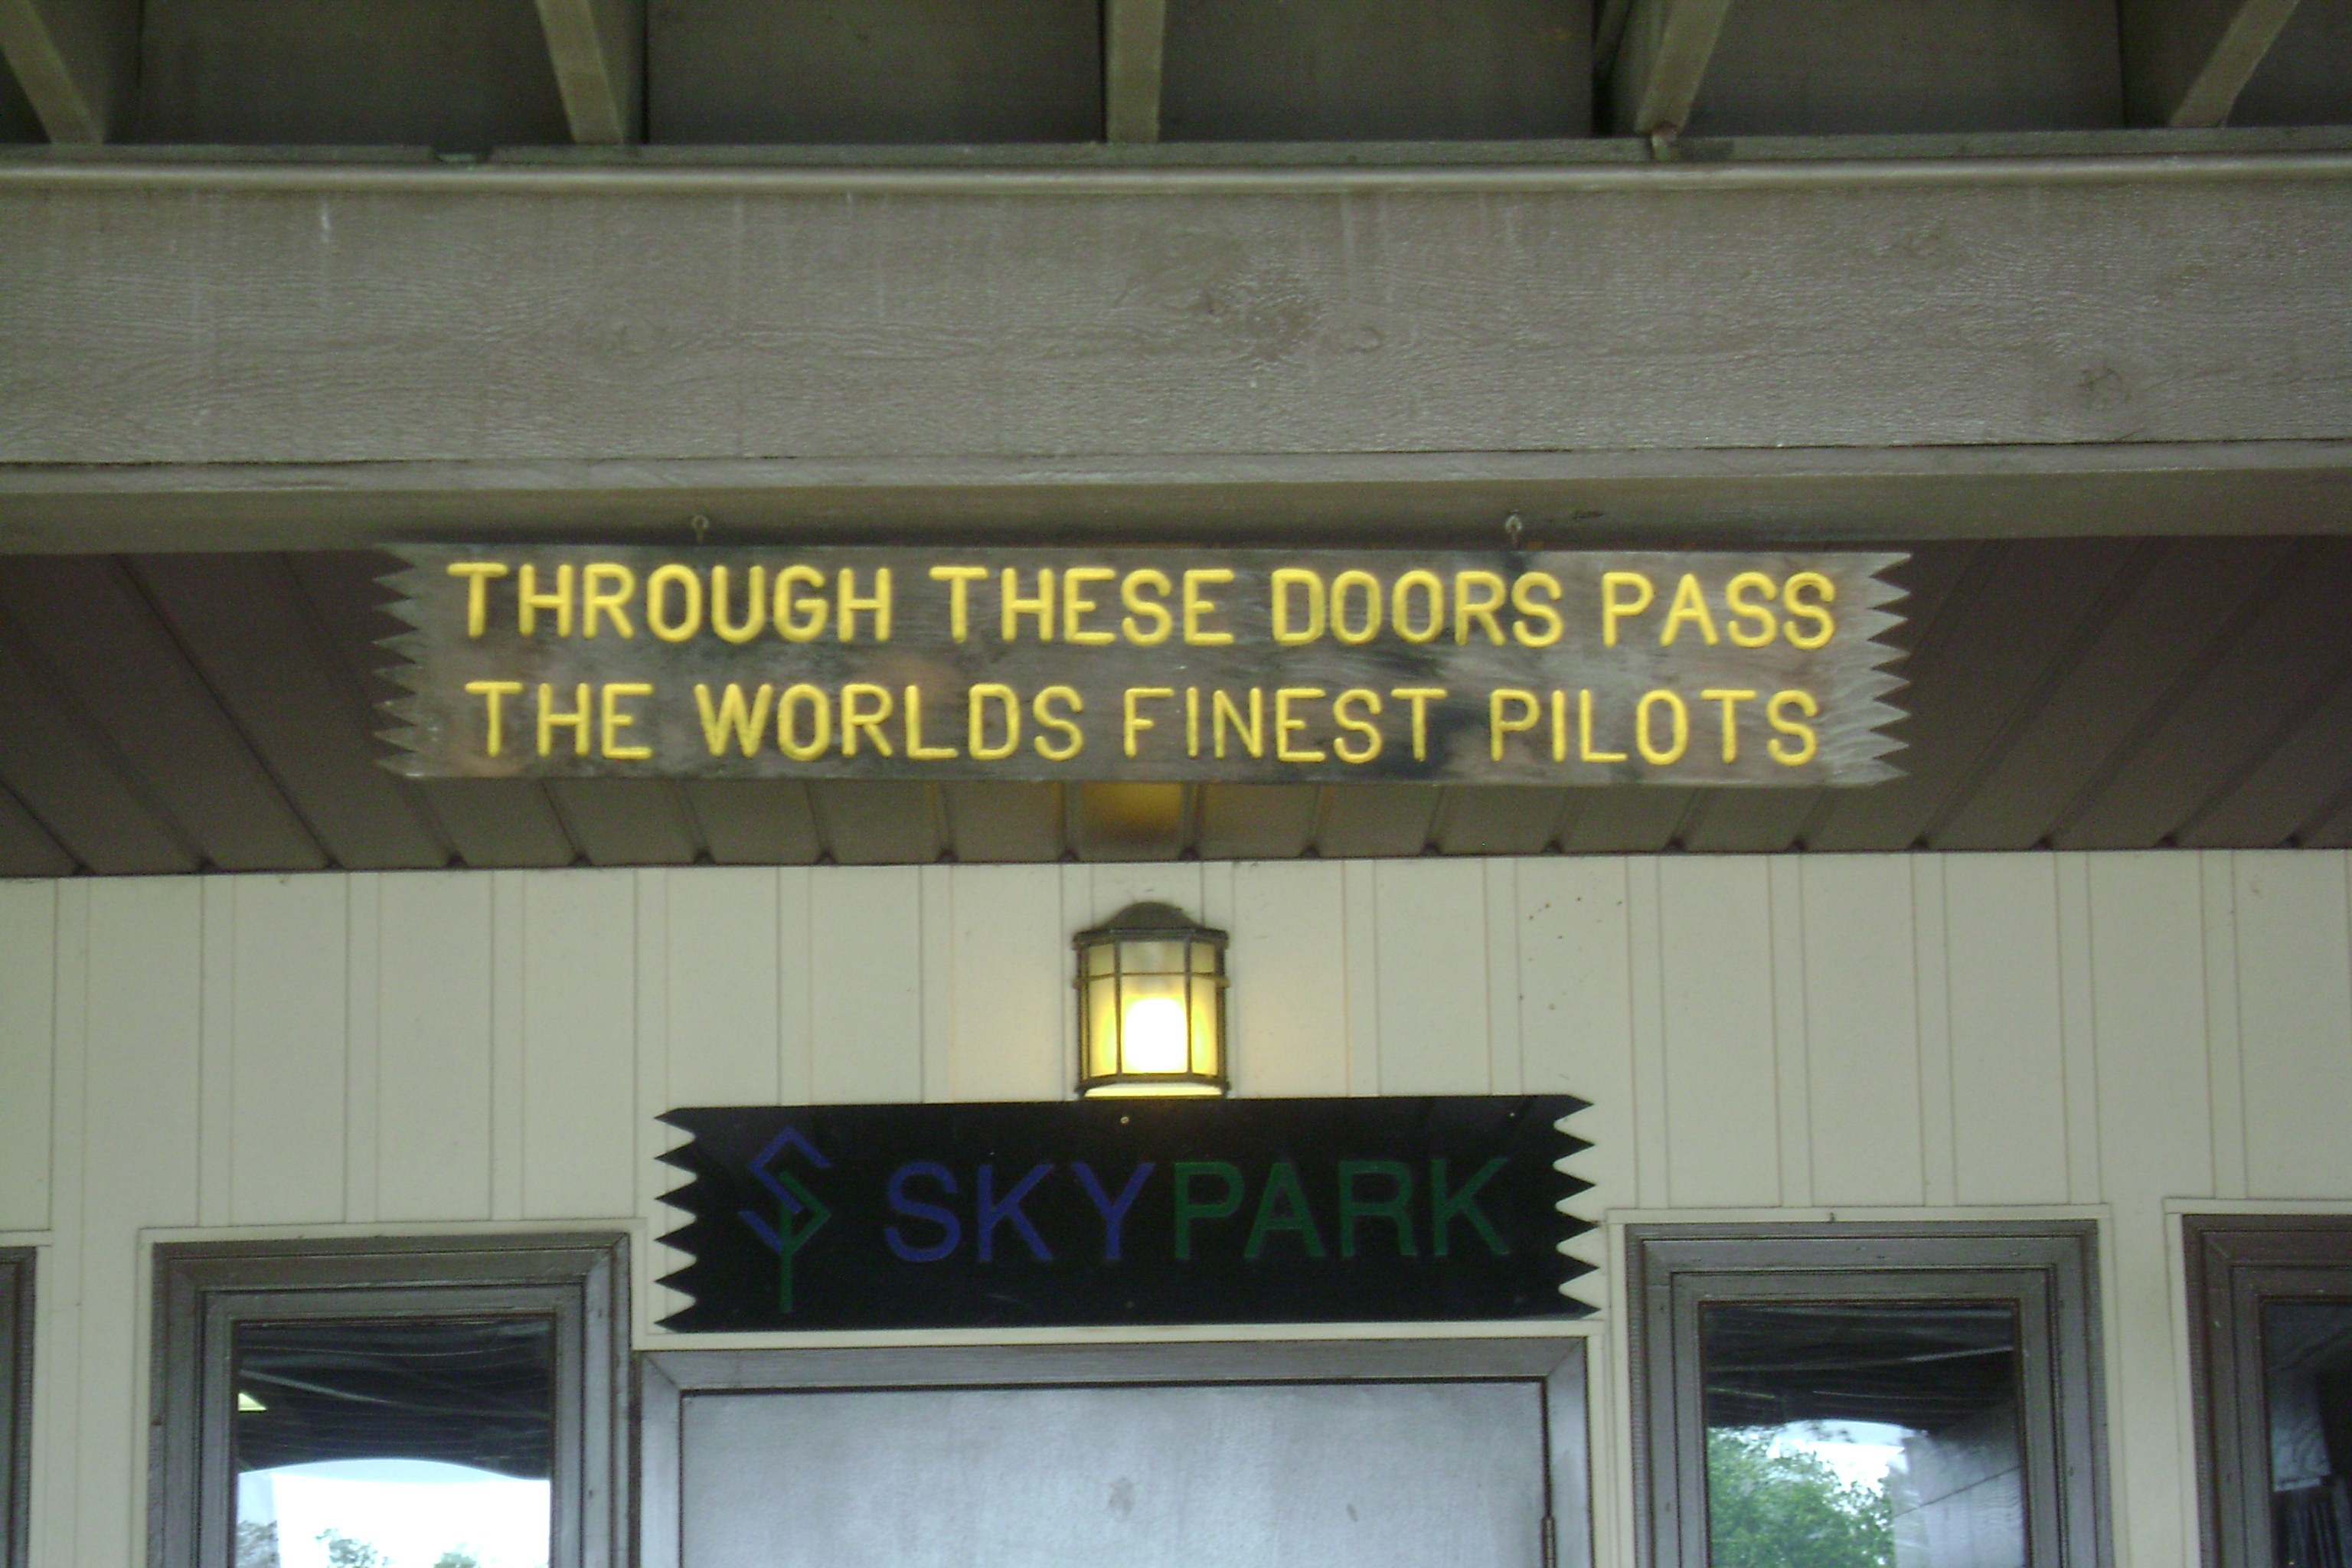 THROUGH THESE DOORS PASS
THE WORLDS FINEST PILOTS
SKYPARK